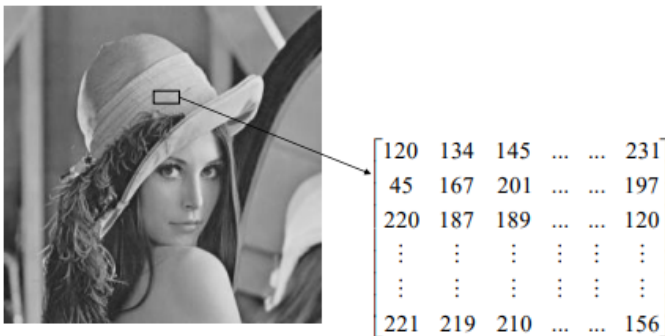 120 134 145 ... ... 231
45 167 201 ... ... 197
220 187 189 ... ... 120
⋮ ⋮ ⋮ ⋮ ⋮ ⋮
⋮ ⋮ ⋮ ⋮ ⋮ ⋮
221 219 210 ... ... 156